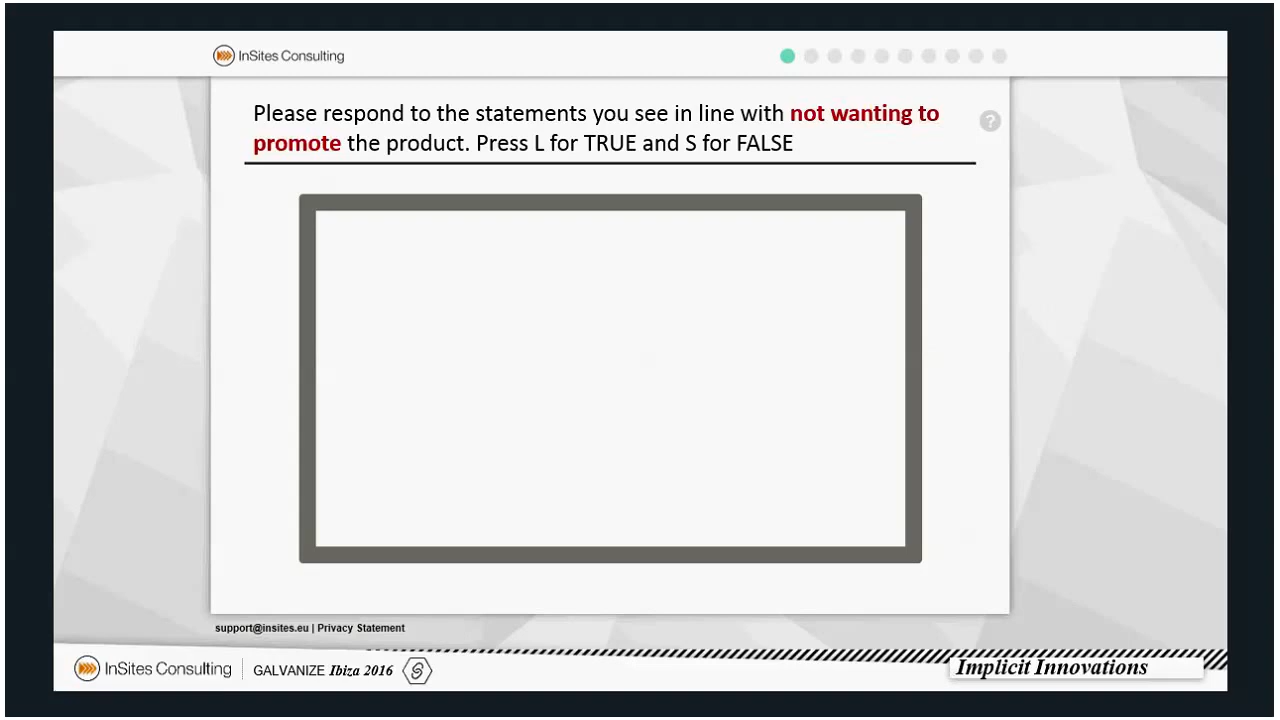 InSites Consulting
Please respond to the statements you see in line with not wanting to
promote the product. Press L for TRUE and S for FALSE
?
support@insites.eu | Privacy Statement
InSites Consulting | GALVANIZE Ibiza 2016
Implicit Innovations